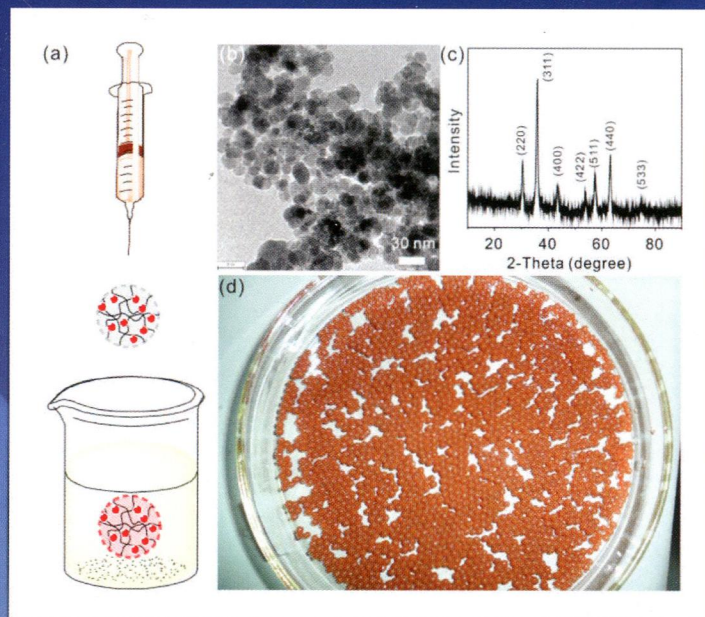 (a)
(b)
30 nm
(c)
Intensity
(220)
(311)
(400)
(422)
(511)
(440)
(533)
20
40
60
80
2-Theta (degree)
(d)